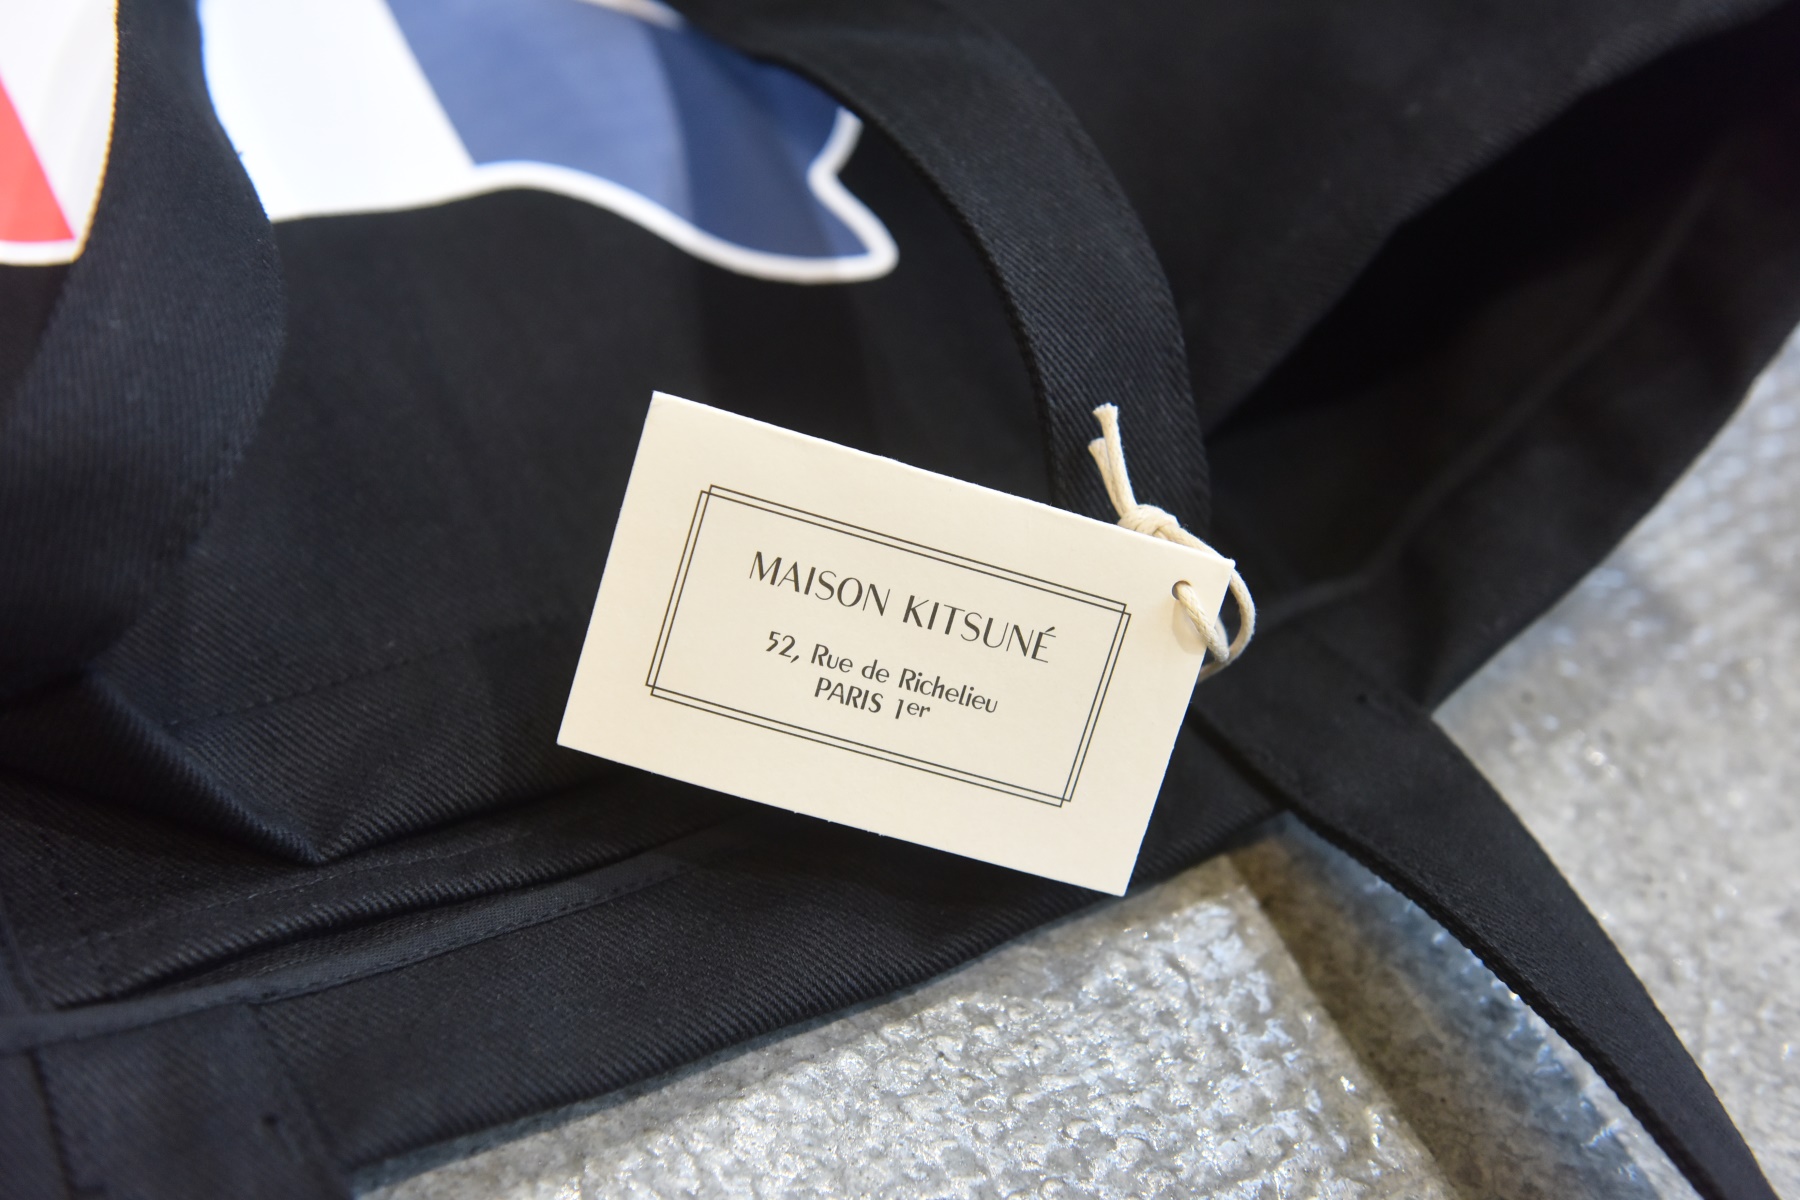 MAISON KITSUNÉ
52, Rue de Richelieu
PARIS 1er